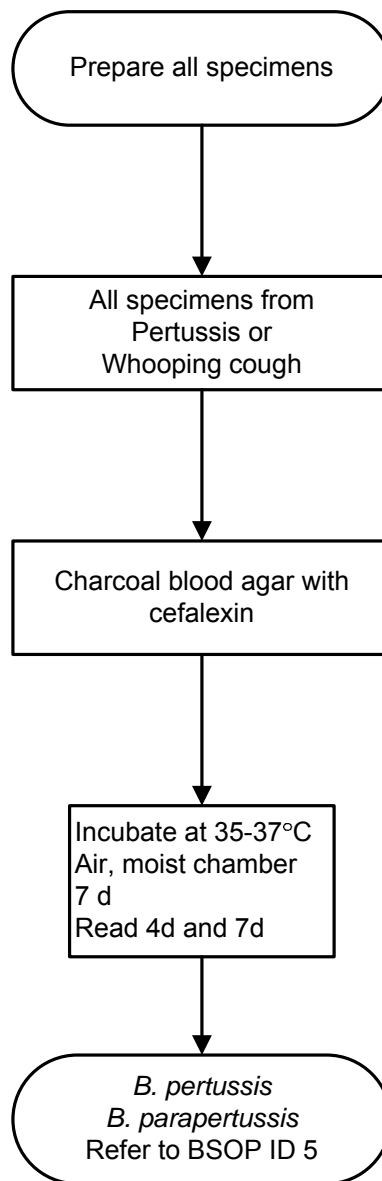 Prepare all specimens
All specimens from
Pertussis or
Whooping cough
Charcoal blood agar with
cefalexin
Incubate at 35-37°C
Air, moist chamber
7 d
Read 4d and 7d
B. pertussis
B. parapertussis
Refer to BSOP ID 5